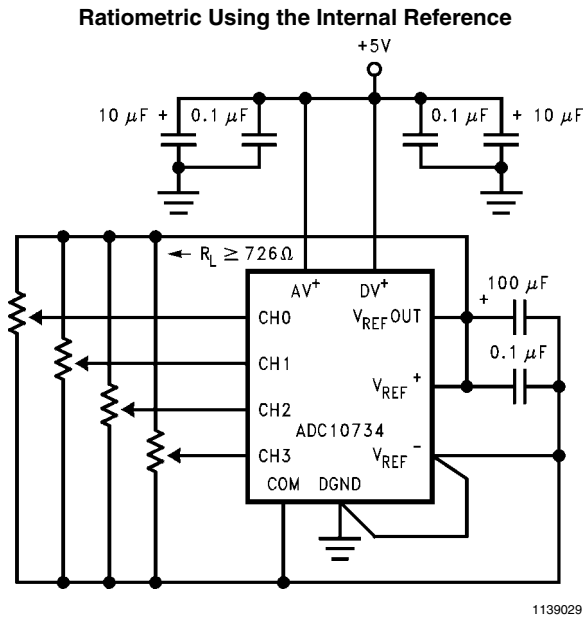 Ratiometric Using the Internal Reference
+5V
10 μF + 0.1 μF 0.1 μF + 10 μF
← R_L ≥ 726Ω
AV⁺ DV⁺
100 μF
+
CH0 V_REF OUT
0.1 μF
CH1
V_REF⁺
CH2
ADC10734
CH3 V_REF⁻
COM DGND
1139029